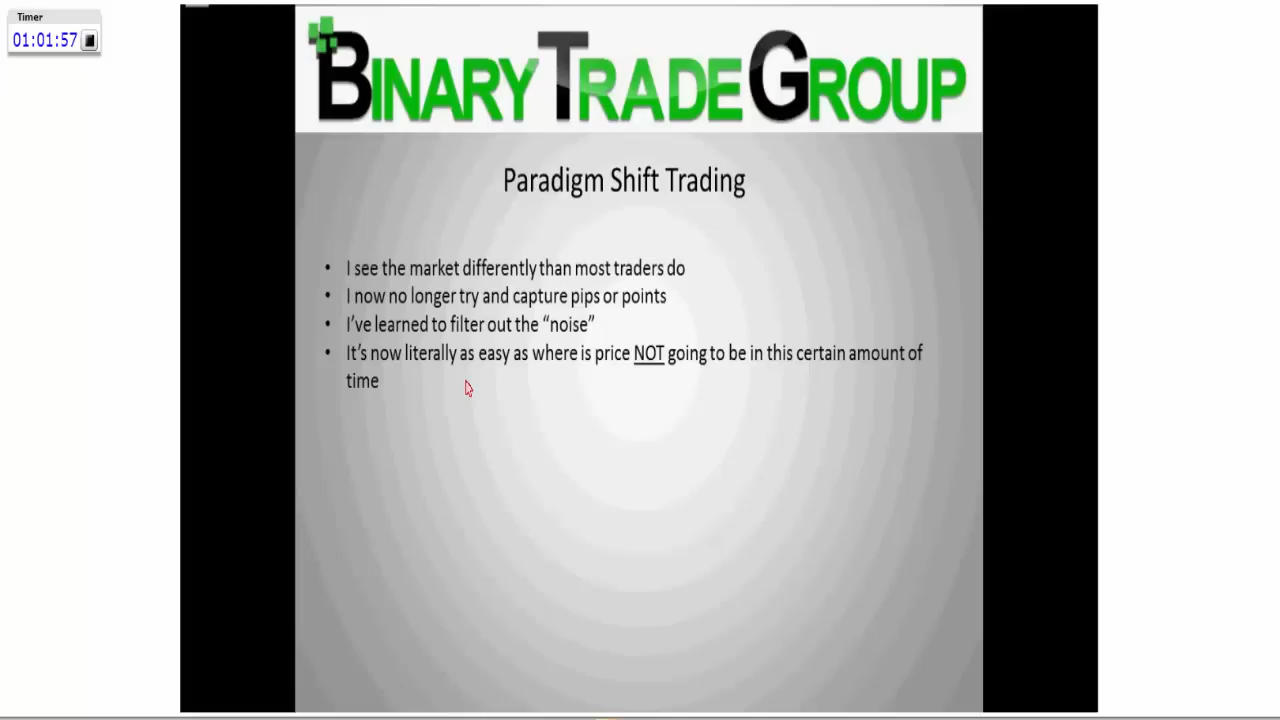 Timer
01:01:57
BINARY TRADE GROUP
Paradigm Shift Trading
• I see the market differently than most traders do
• I now no longer try and capture pips or points
• I've learned to filter out the “noise”
• It's now literally as easy as where is price NOT going to be in this certain amount of
time